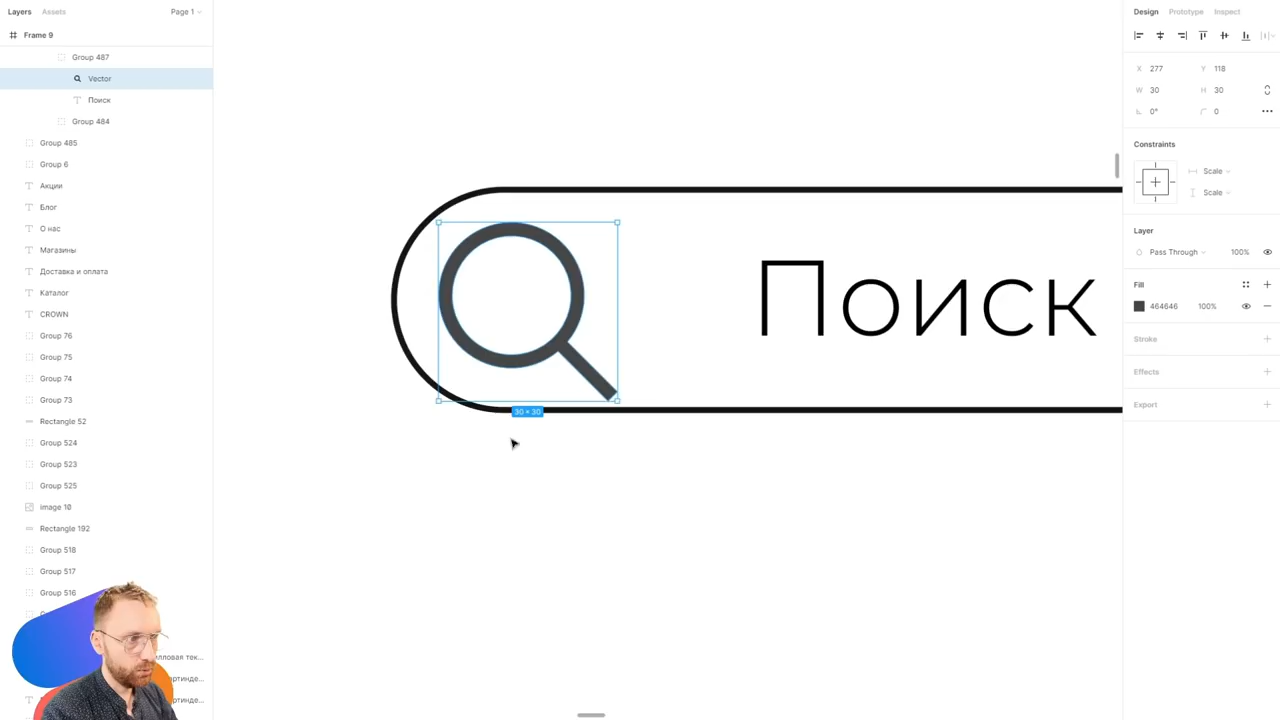 Layers Assets Page 1
Frame 9
Group 487
Vector
Поиск
Group 484
Group 485
Group 6
Акции
Блог
О нас
Магазины
Доставка и оплата
Каталог
CROWN
Group 76
Group 75
Group 74
Group 73
Rectangle 52
Group 524
Group 523
Group 525
image 10
Rectangle 192
Group 518
Group 517
Group 516
Поиск
30 × 30
Design Prototype Inspect
X 277 Y 118
W 30 H 30
0° 0
Constraints
Scale
Scale
Layer
Pass Through 100%
Fill
464646 100%
Stroke
Effects
Export